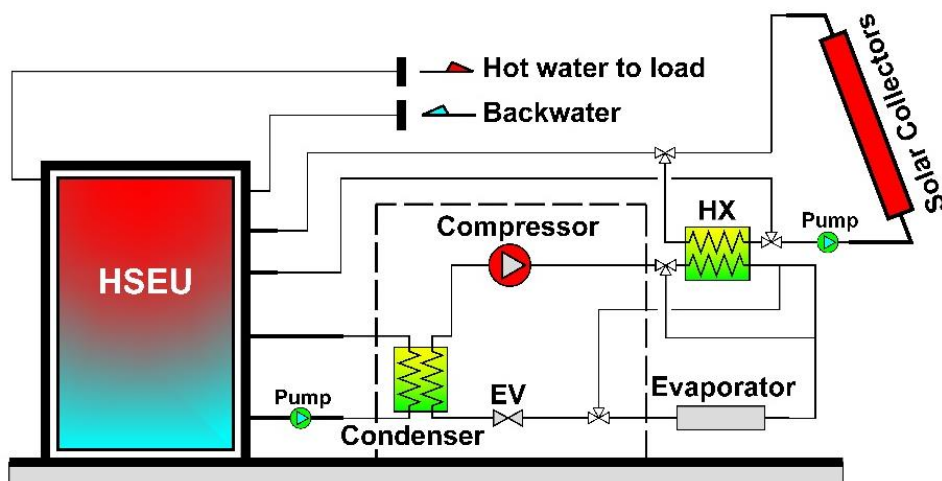 Hot water to load
Backwater
Solar Collectors
HX
Pump
Compressor
HSEU
EV
Evaporator
Pump
Condenser